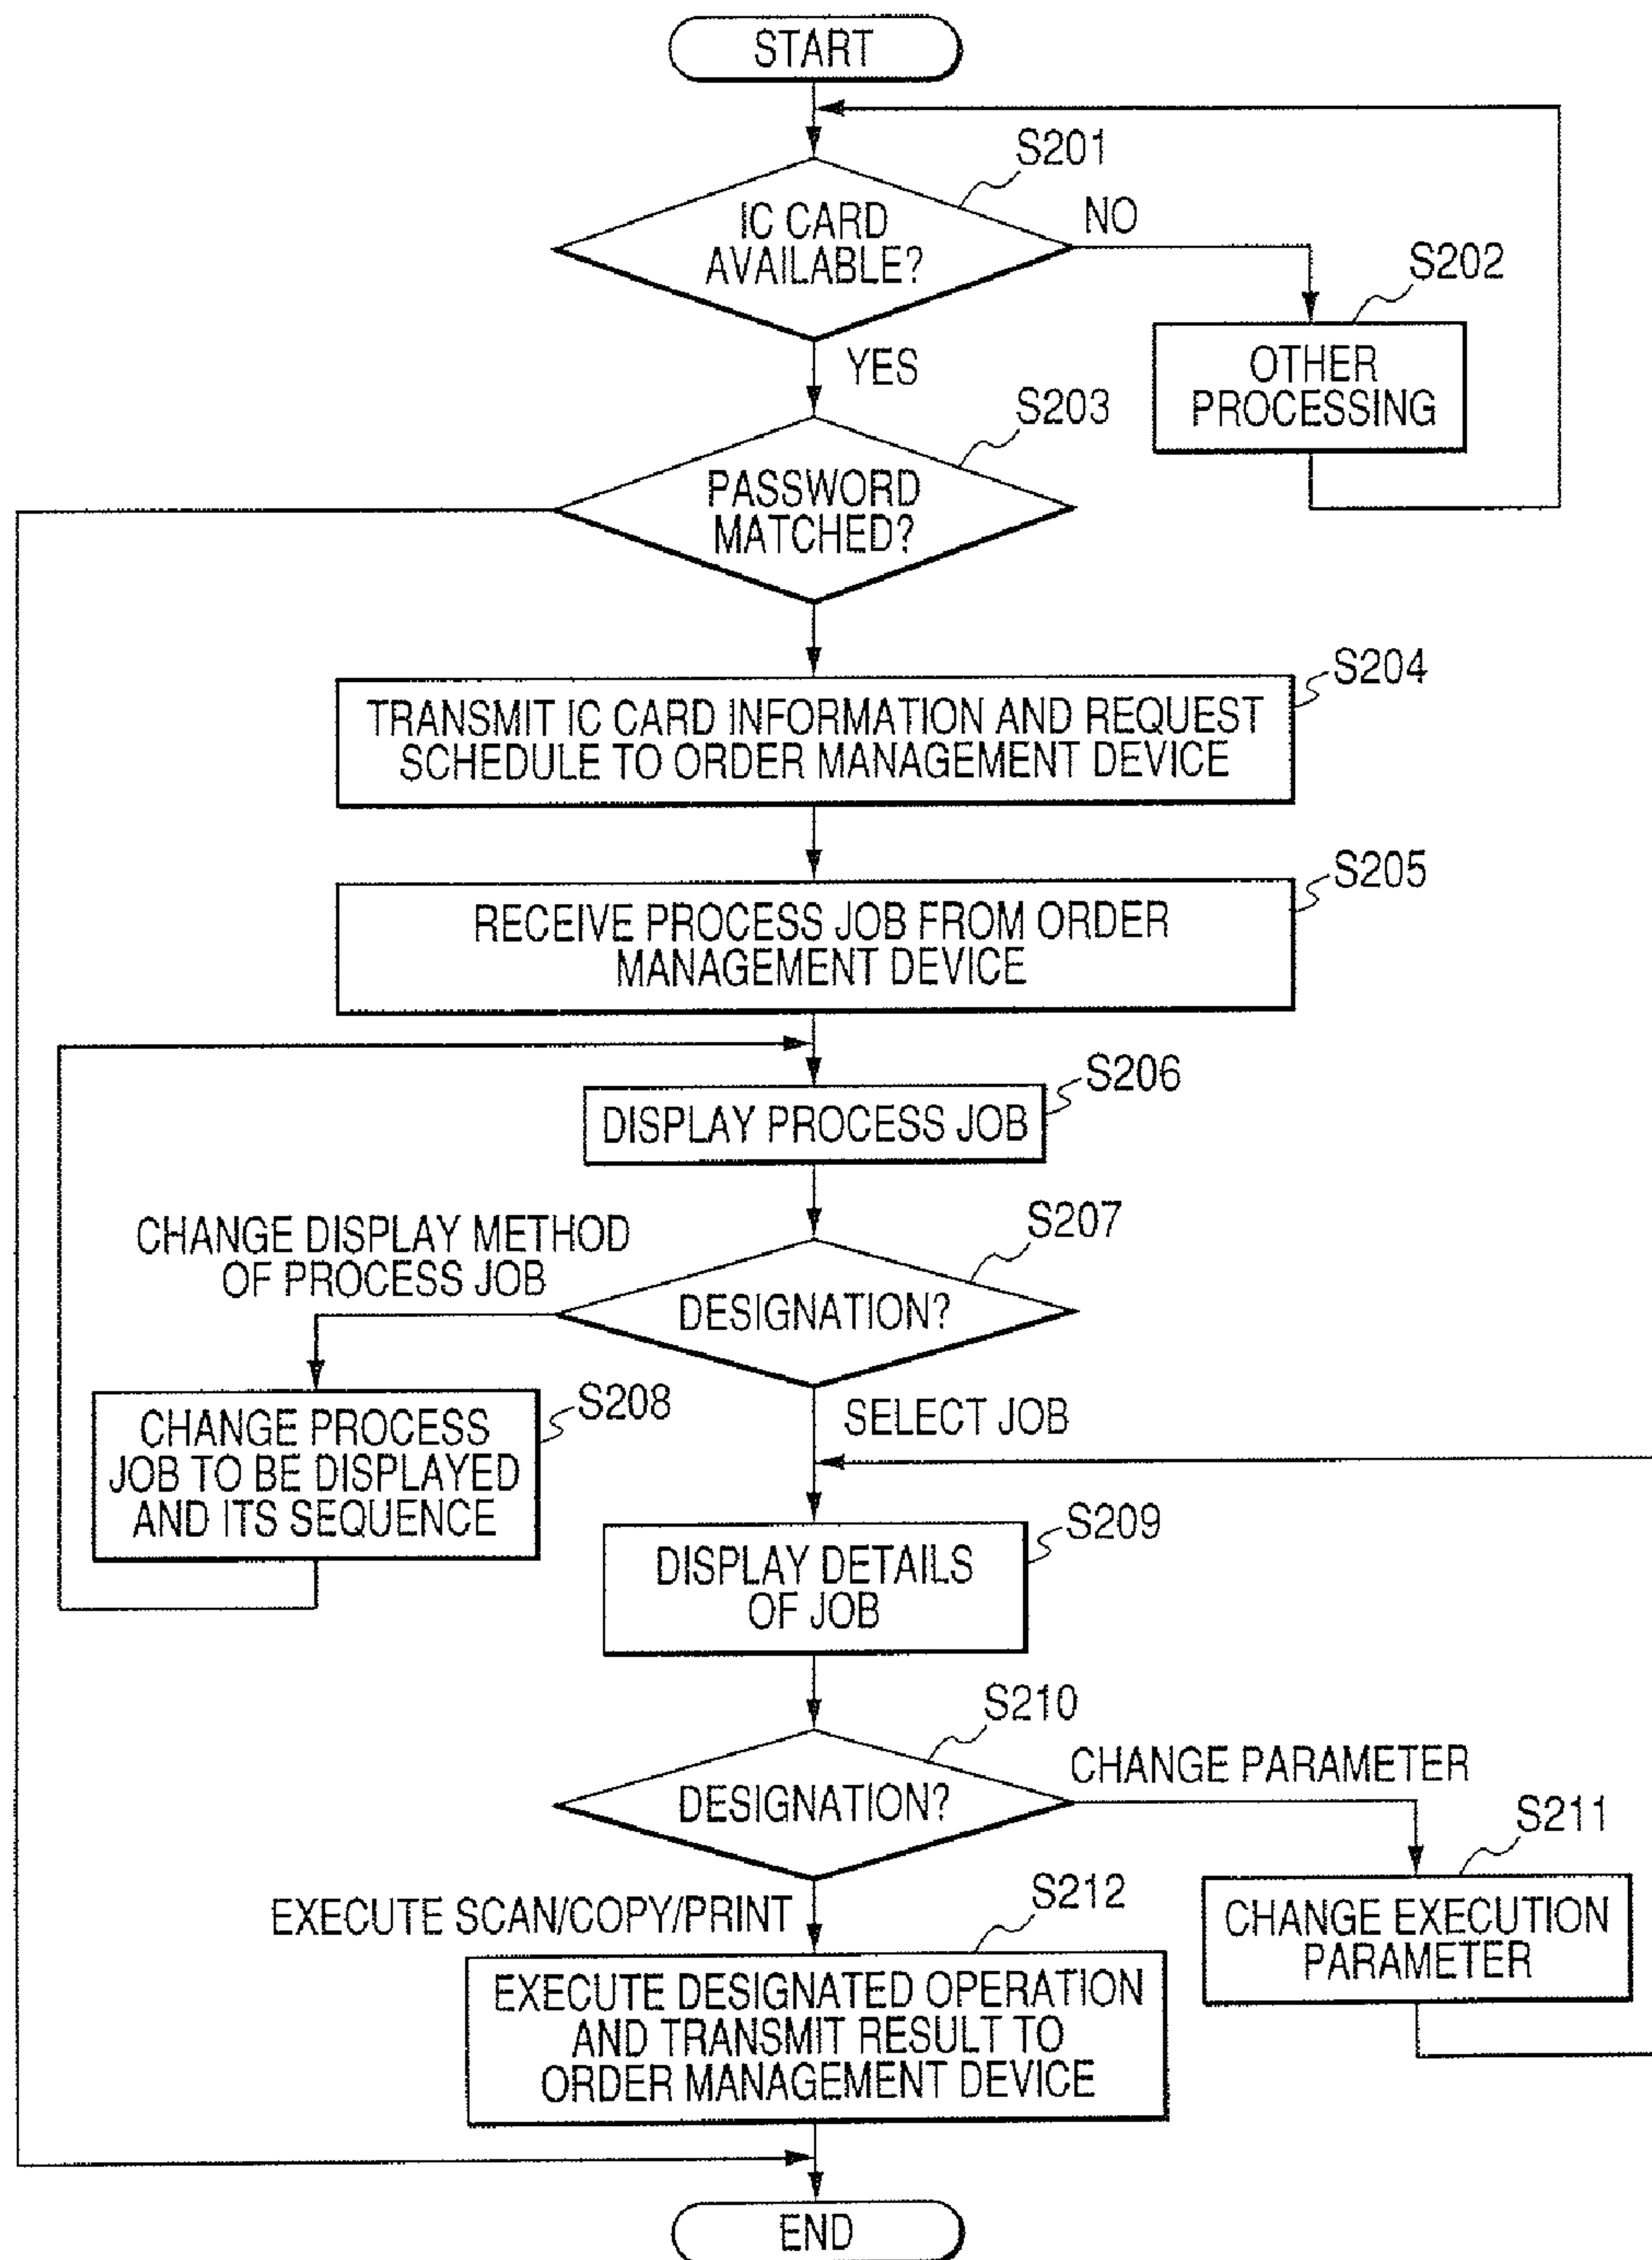 START
S201
IC CARD
AVAILABLE?
NO
S202
OTHER
PROCESSING
YES
S203
PASSWORD
MATCHED?
S204
TRANSMIT IC CARD INFORMATION AND REQUEST
SCHEDULE TO ORDER MANAGEMENT DEVICE
S205
RECEIVE PROCESS JOB FROM ORDER
MANAGEMENT DEVICE
S206
DISPLAY PROCESS JOB
S207
CHANGE DISPLAY METHOD
OF PROCESS JOB
DESIGNATION?
S208
CHANGE PROCESS
JOB TO BE DISPLAYED
AND ITS SEQUENCE
SELECT JOB
S209
DISPLAY DETAILS
OF JOB
S210
DESIGNATION?
CHANGE PARAMETER
S211
CHANGE EXECUTION
PARAMETER
EXECUTE SCAN/COPY/PRINT
S212
EXECUTE DESIGNATED OPERATION
AND TRANSMIT RESULT TO
ORDER MANAGEMENT DEVICE
END